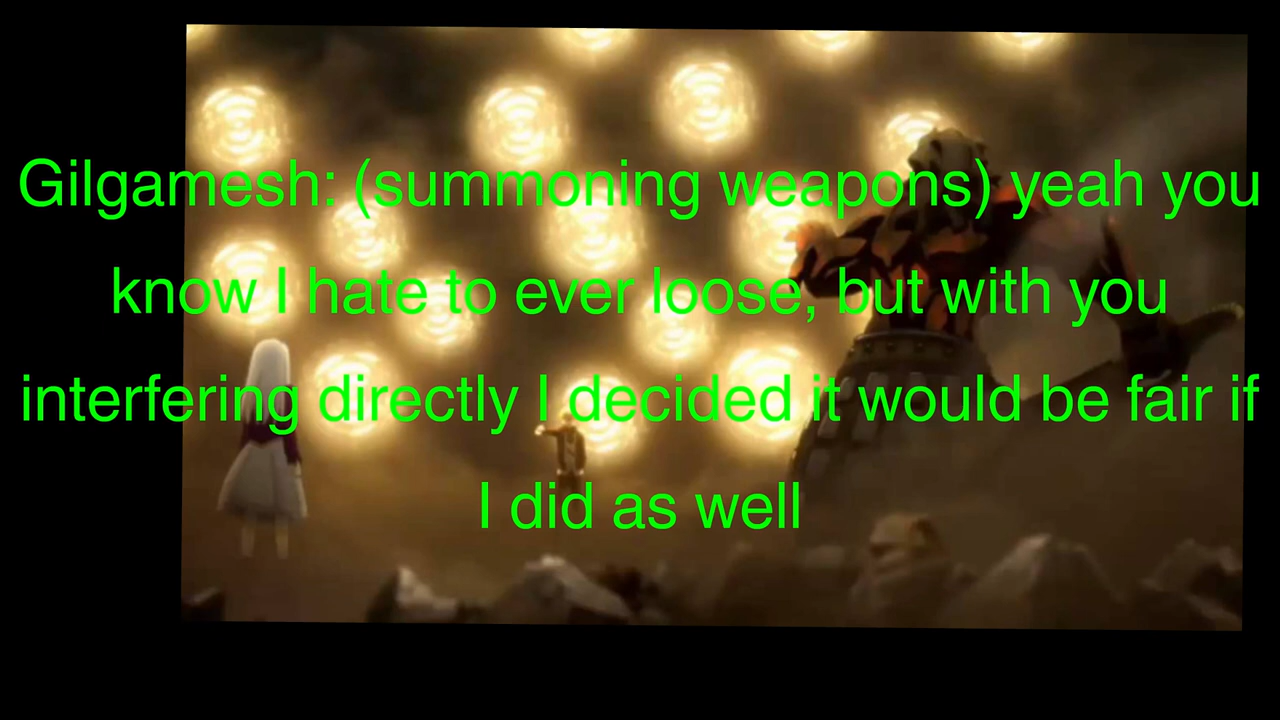 Gilgamesh: (summoning weapons) yeah you
know I hate to ever loose, but with you
interfering directly I decided it would be fair if
I did as well